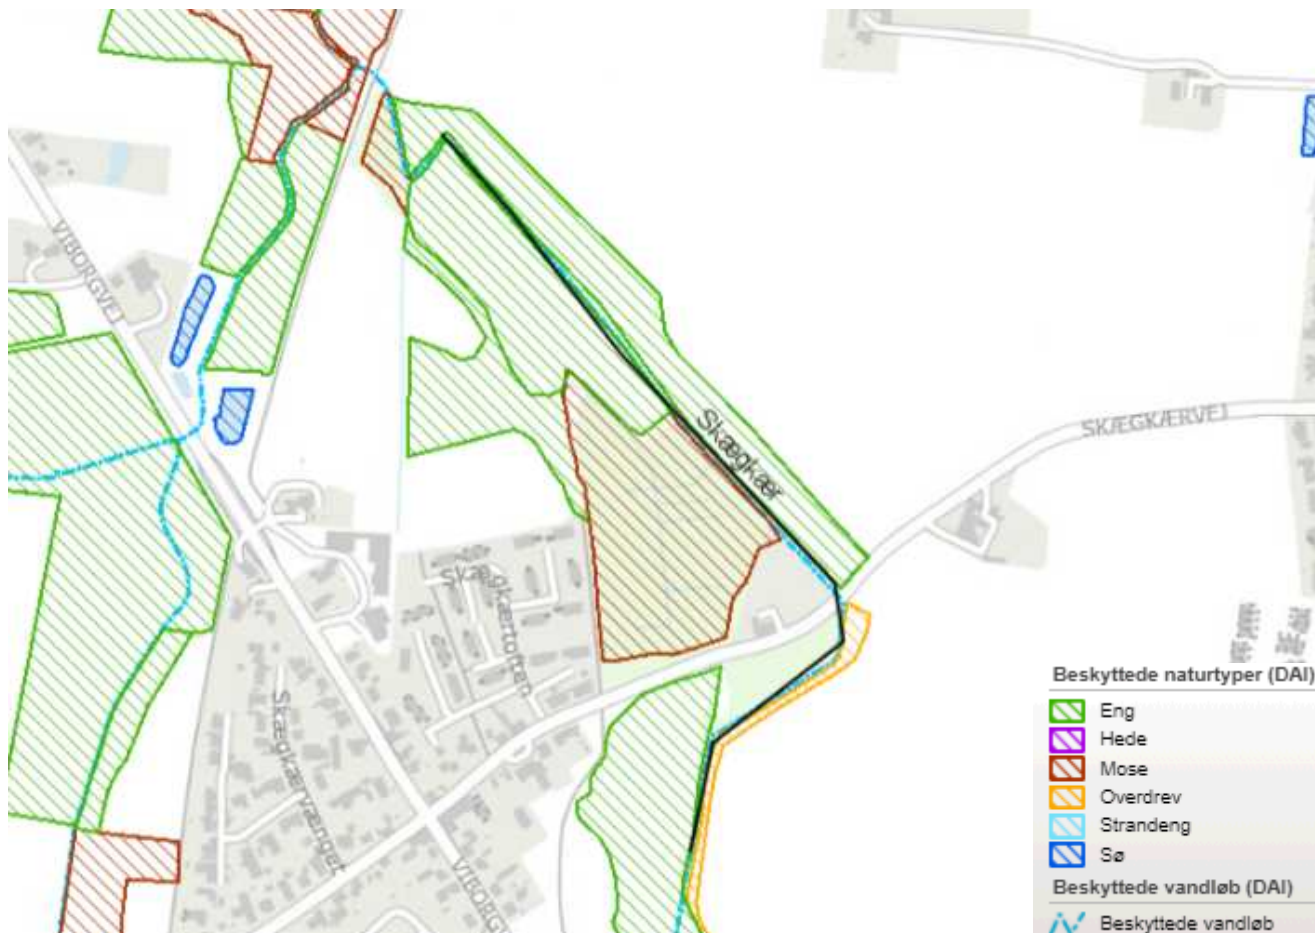 VIBORGVEJ
Skægkær
SKÆGKÆRVEJ
Skægkærtoften
Skægkærvænget
VIBORGV
Beskyttede naturtyper (DAI)
Eng
Hede
Mose
Overdrev
Strandeng
Sø
Beskyttede vandløb (DAI)
Beskyttede vandløb